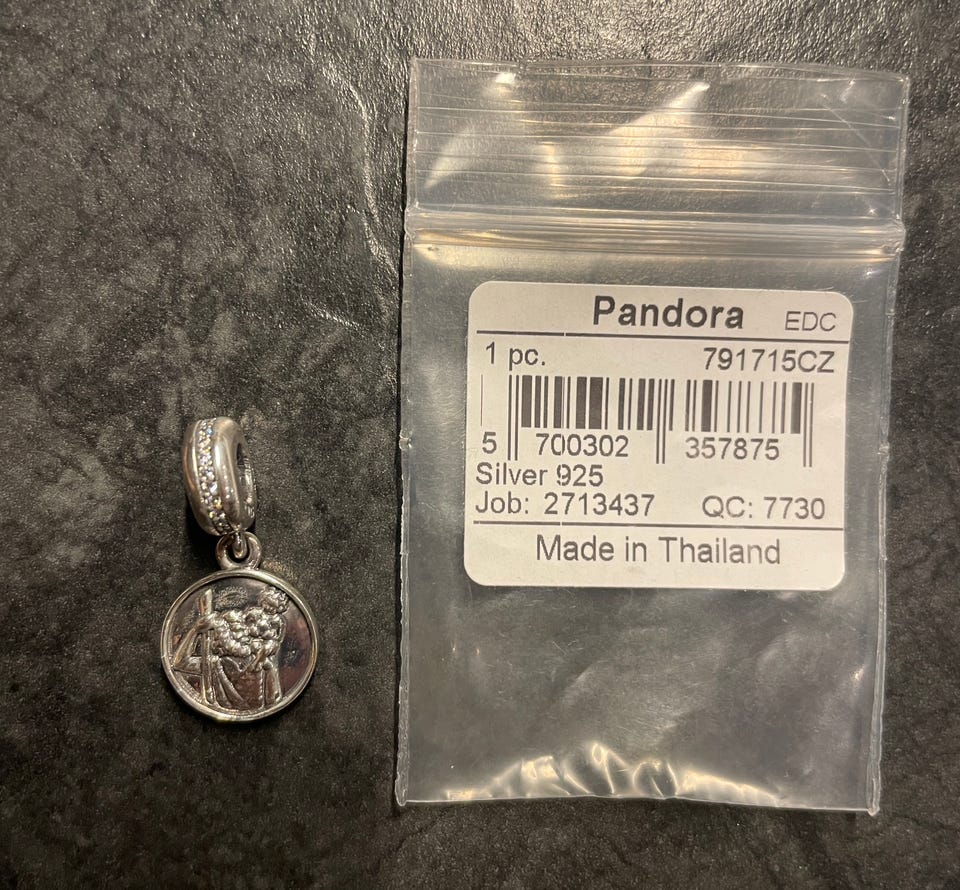 Pandora EDC
1 pc. 791715CZ
5 700302 357875
Silver 925
Job: 2713437 QC: 7730
Made in Thailand